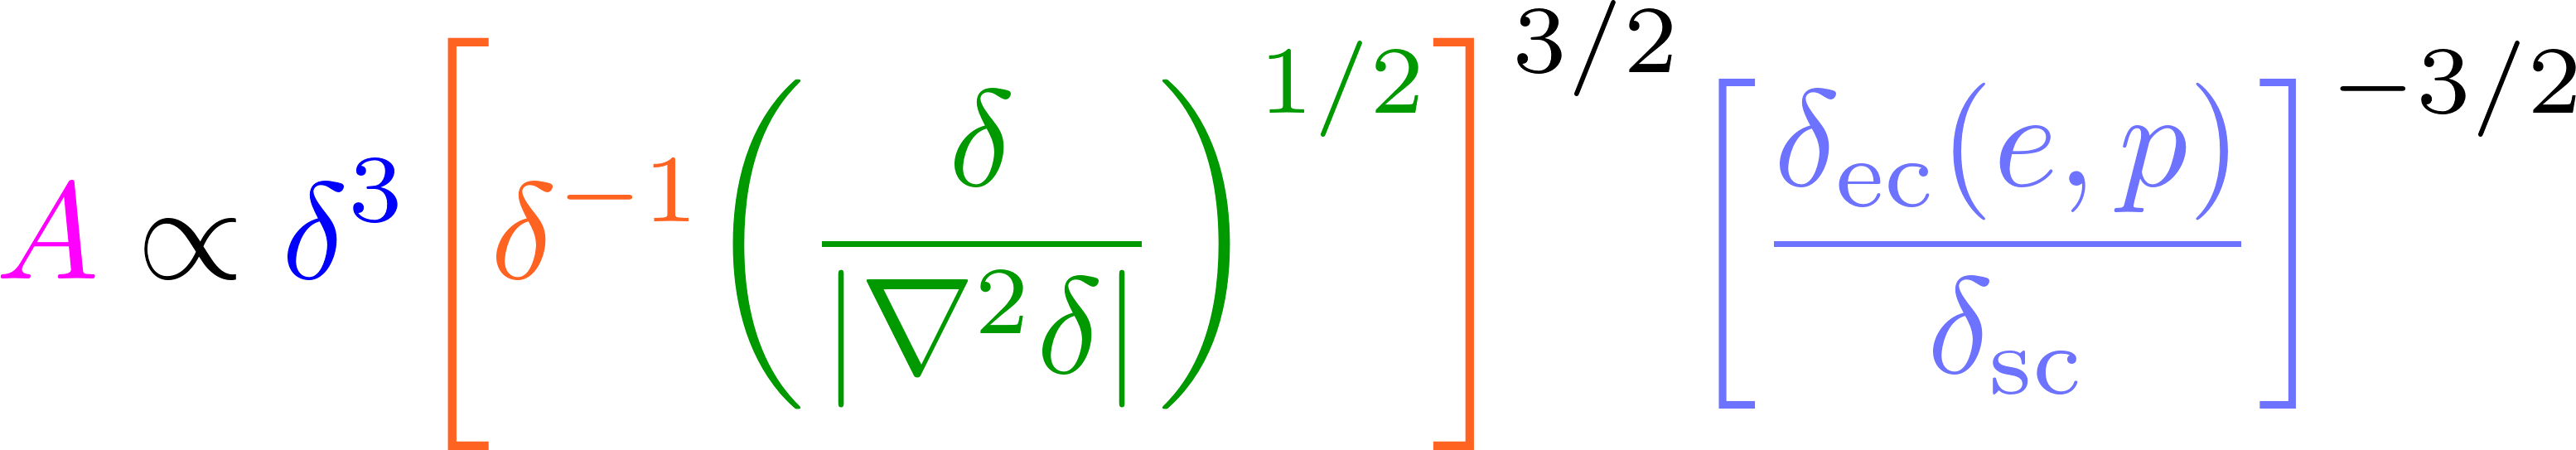 A ∝ δ³ [δ⁻¹ (δ / |∇²δ|)^{1/2}]^{3/2} [δ_ec(e, p) / δ_sc]^{−3/2}